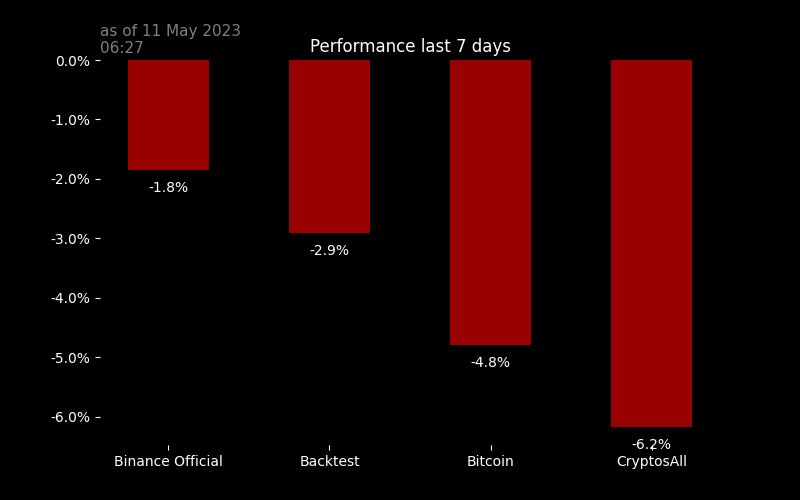 as of 11 May 2023
06:27
Performance last 7 days
0.0%
-1.0%
-2.0%
-3.0%
-4.0%
-5.0%
-6.0%
-1.8%
-2.9%
-4.8%
-6.2%
Binance Official
Backtest
Bitcoin
CryptosAll